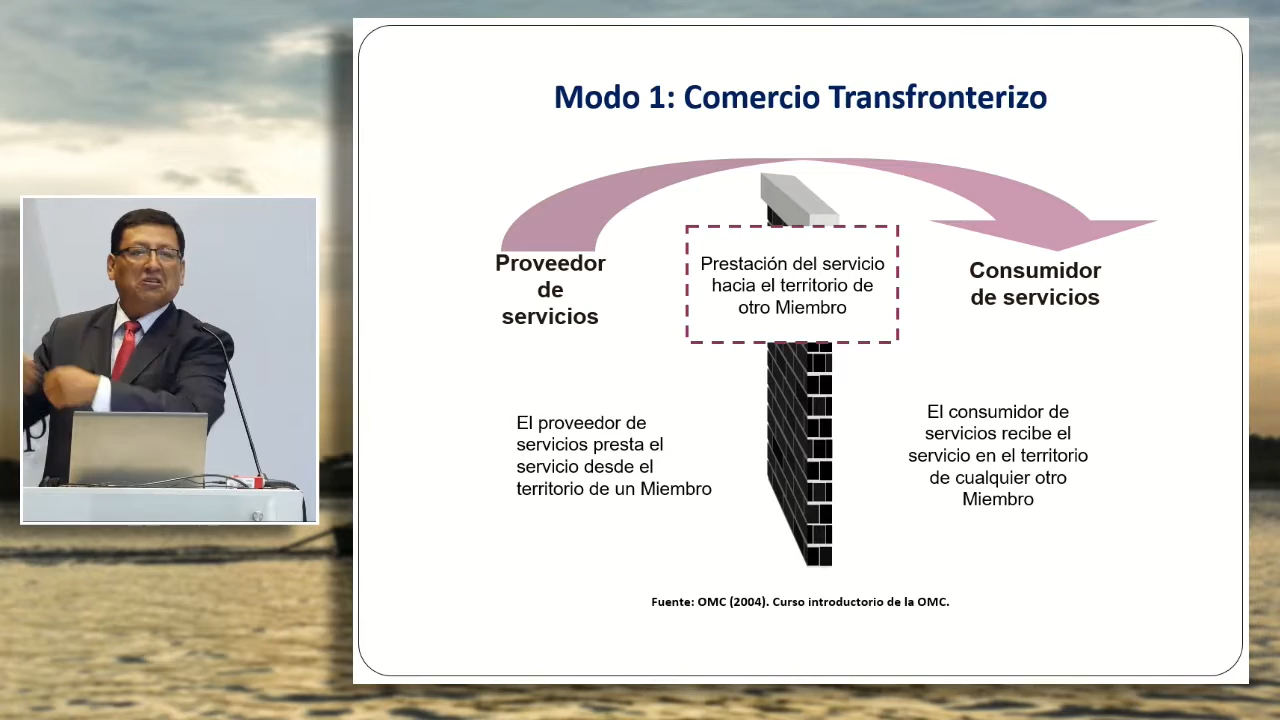 Modo 1: Comercio Transfronterizo
Proveedor
de
servicios
Prestación del servicio
hacia el territorio de
otro Miembro
Consumidor
de servicios
El proveedor de
servicios presta el
servicio desde el
territorio de un Miembro
El consumidor de
servicios recibe el
servicio en el territorio
de cualquier otro
Miembro
Fuente: OMC (2004). Curso introductorio de la OMC.